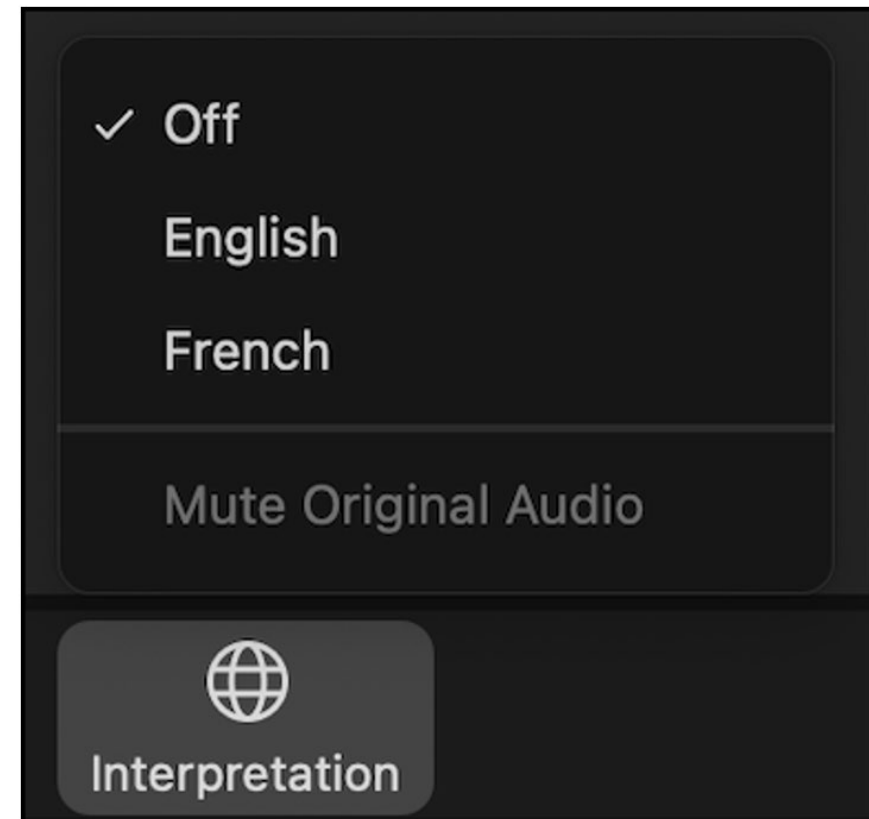 Off
English
French
Mute Original Audio
Interpretation